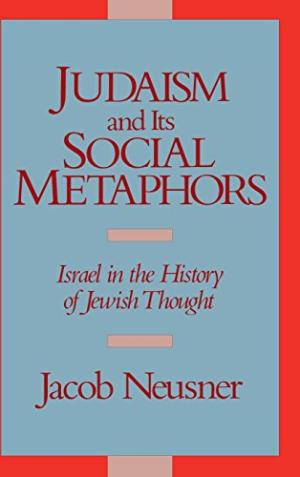 JUDAISM
and Its
SOCIAL
METAPHORS
Israel in the History
of Jewish Thought
Jacob Neusner